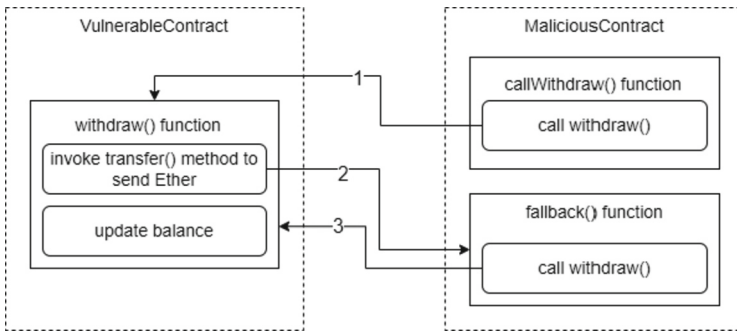 VulnerableContract
withdraw() function
invoke transfer() method to
send Ether
update balance
1
2
3
MaliciousContract
callWithdraw() function
call withdraw()
fallback() function
call withdraw()